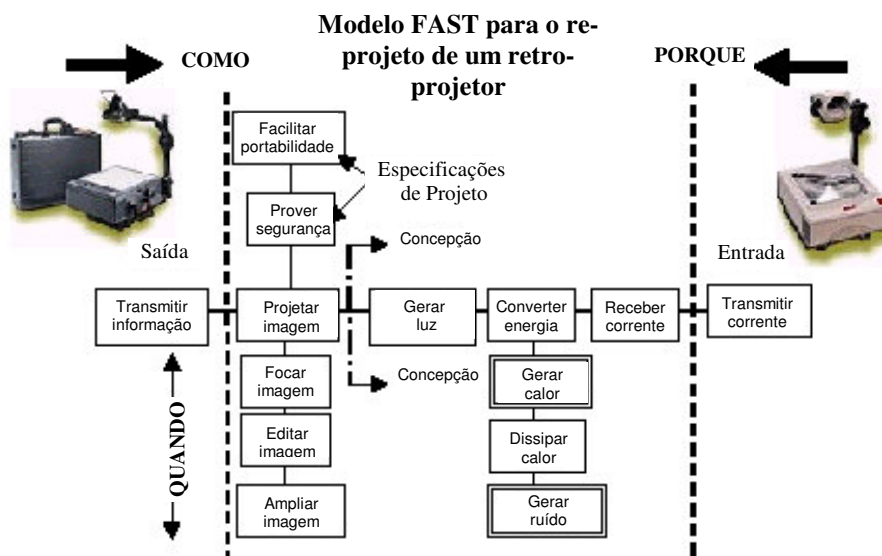 Modelo FAST para o re-
projeto de um retro-
projetor
COMO
PORQUE
Facilitar
portabilidade
Especificações
de Projeto
Prover
segurança
Saída
Concepção
Entrada
Transmitir
informação
Projetar
imagem
Gerar
luz
Converter
energia
Receber
corrente
Transmitir
corrente
Concepção
QUANDO
Focar
imagem
Gerar
calor
Editar
imagem
Dissipar
calor
Ampliar
imagem
Gerar
ruído